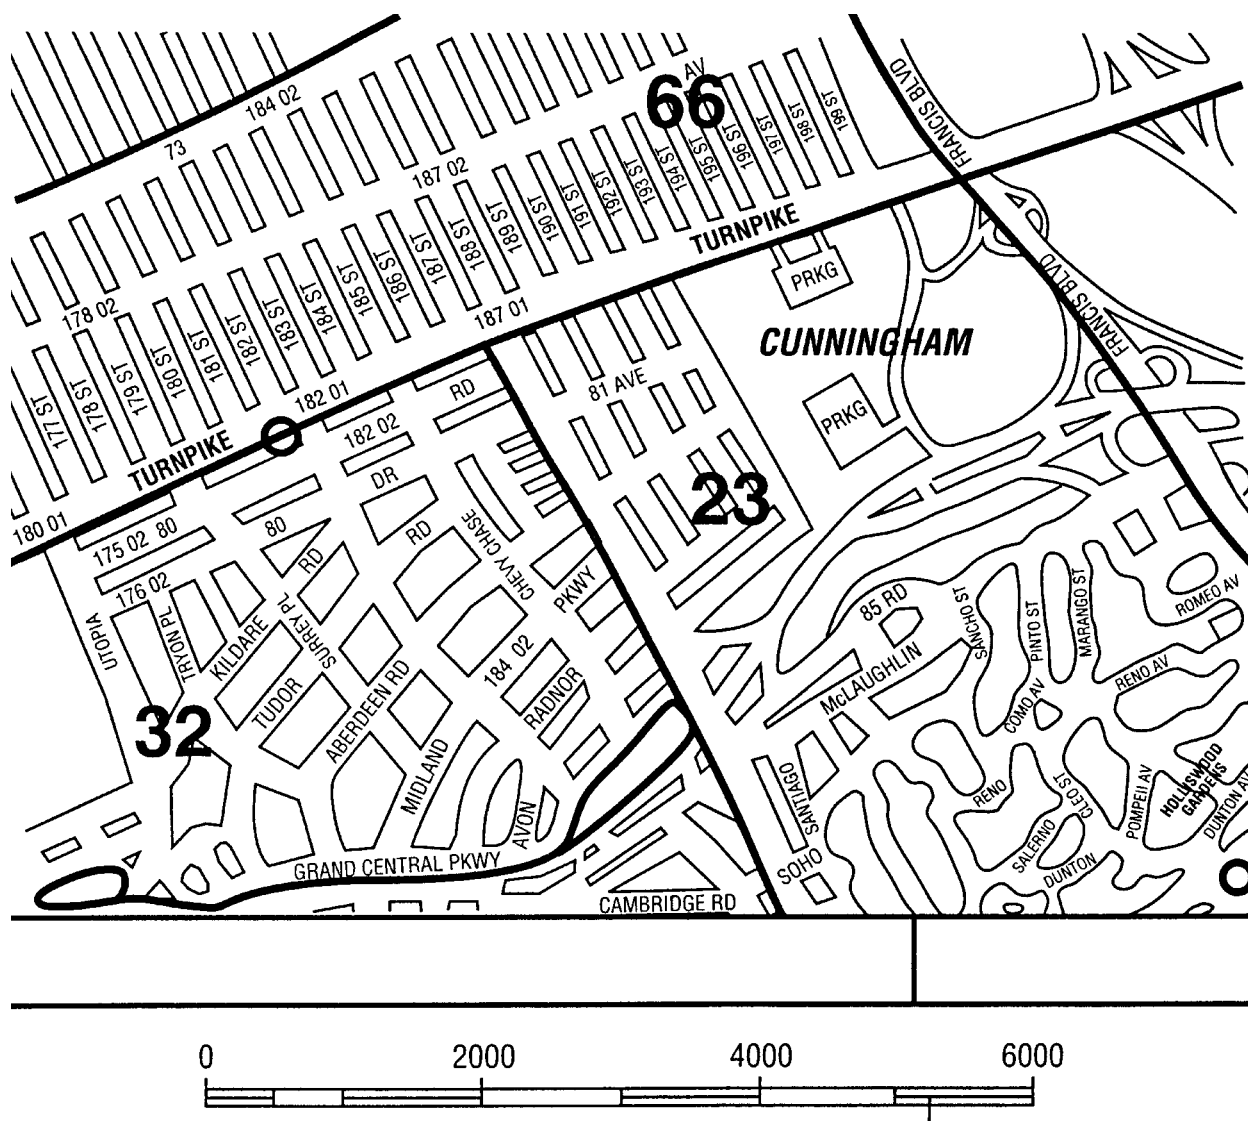 184 02
73
AV
66
187 02
178 02
177 ST
178 ST
179 ST
180 ST
181 ST
182 ST
183 ST
184 ST
185 ST
186 ST
187 ST
188 ST
189 ST
190 ST
191 ST
192 ST
193 ST
194 ST
195 ST
196 ST
197 ST
198 ST
199 ST
FRANCIS BLVD
FRANCIS BLVD
FRANCIS BLVD
FRANCIS BLVD
TURNPIKE
PRKG
187 01
CUNNINGHAM
81 AVE
RD
182 01
182 02
TURNPIKE
180 01
PRKG
23
DR
175 02 80
80
176 02
RD
RD
CHEVY CHASE
PKWY
UTOPIA
TRYON PL
KILDARE
SURREY PL
TUDOR
ABERDEEN RD
184 02
RADNOR
MIDLAND
AVON
32
GRAND CENTRAL PKWY
CAMBRIDGE RD
85 RD
McLAUGHLIN
SANCHO ST
PINTO ST
MARANGO ST
ROMEO AV
RENO AV
COMO AV
RENO
CLEO ST
SALERNO
DUNTON
POMPEII AV
HOLLISWOOD
GARDENS
DUNTON AV
SANTIAGO
SOHO
0 2000 4000 6000